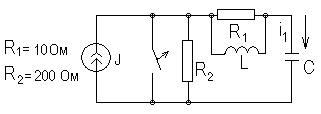 R1 = 10Ом
R2 = 200 Ом
J
R2
R1
L
i1
C